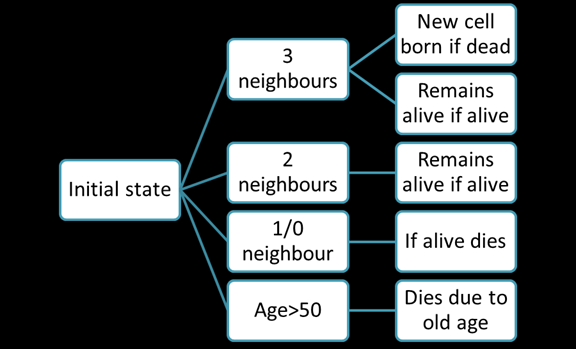 Initial state
3
neighbours
New cell
born if dead
Remains
alive if alive
2
neighbours
Remains
alive if alive
1/0
neighbour
If alive dies
Age>50
Dies due to
old age